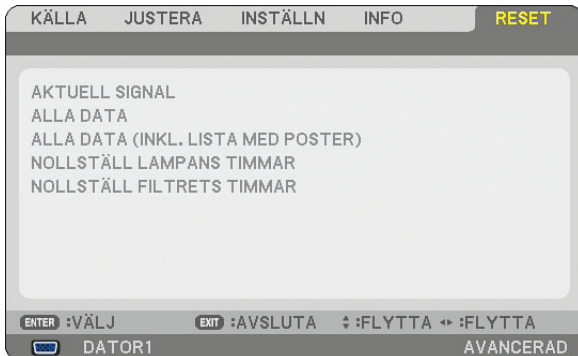 KÄLLA JUSTERA INSTÄLLN INFO RESET
AKTUELL SIGNAL
ALLA DATA
ALLA DATA (INKL. LISTA MED POSTER)
NOLLSTÄLL LAMPANS TIMMAR
NOLLSTÄLL FILTRETS TIMMAR
ENTER :VÄLJ EXIT :AVSLUTA :FLYTTA :FLYTTA
DATOR1 AVANCERAD